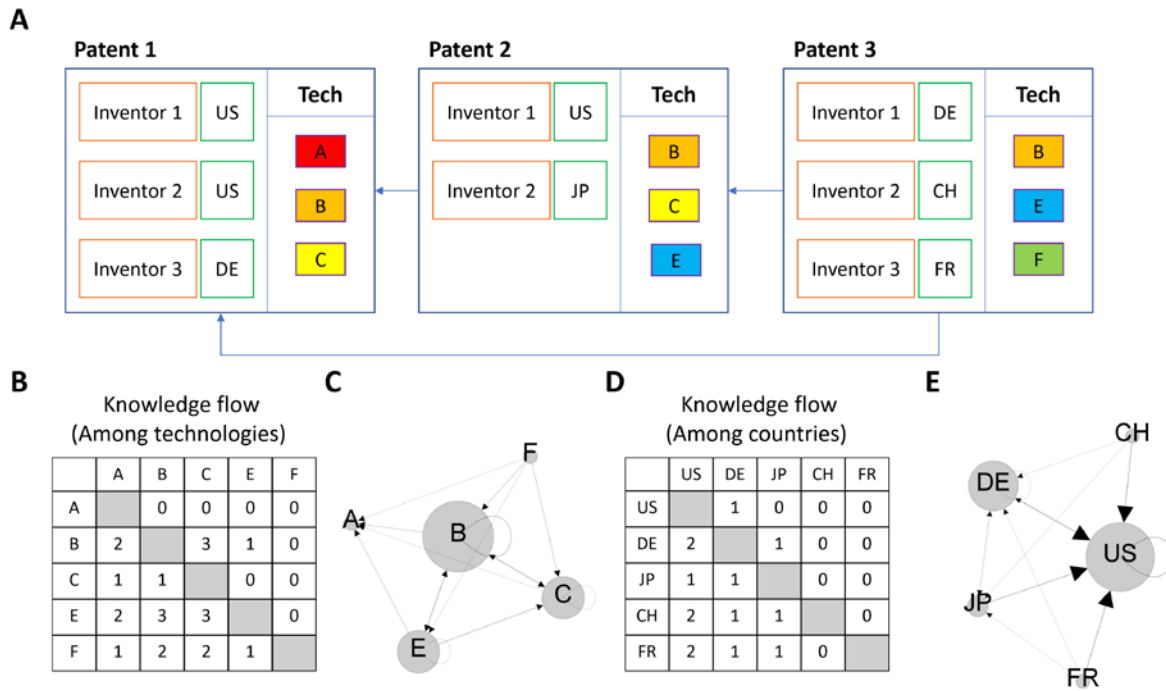 A
Patent 1
Patent 2
Patent 3
Inventor 1 US
Tech
Inventor 1 US
Tech
Inventor 1 DE
Tech
A
B
B
Inventor 2 US
Inventor 2 JP
Inventor 2 CH
B
C
E
Inventor 3 DE
Inventor 3 FR
C
E
F
B
Knowledge flow
(Among technologies)
A B C E F
A 0 0 0 0
B 2 3 1 0
C 1 1 0 0
E 2 3 3 0
F 1 2 2 1
C
F
A
B
C
E
D
Knowledge flow
(Among countries)
US DE JP CH FR
US 1 0 0 0
DE 2 1 0 0
JP 1 1 0 0
CH 2 1 1 0
FR 2 1 1 0
E
CH
DE
US
JP
FR